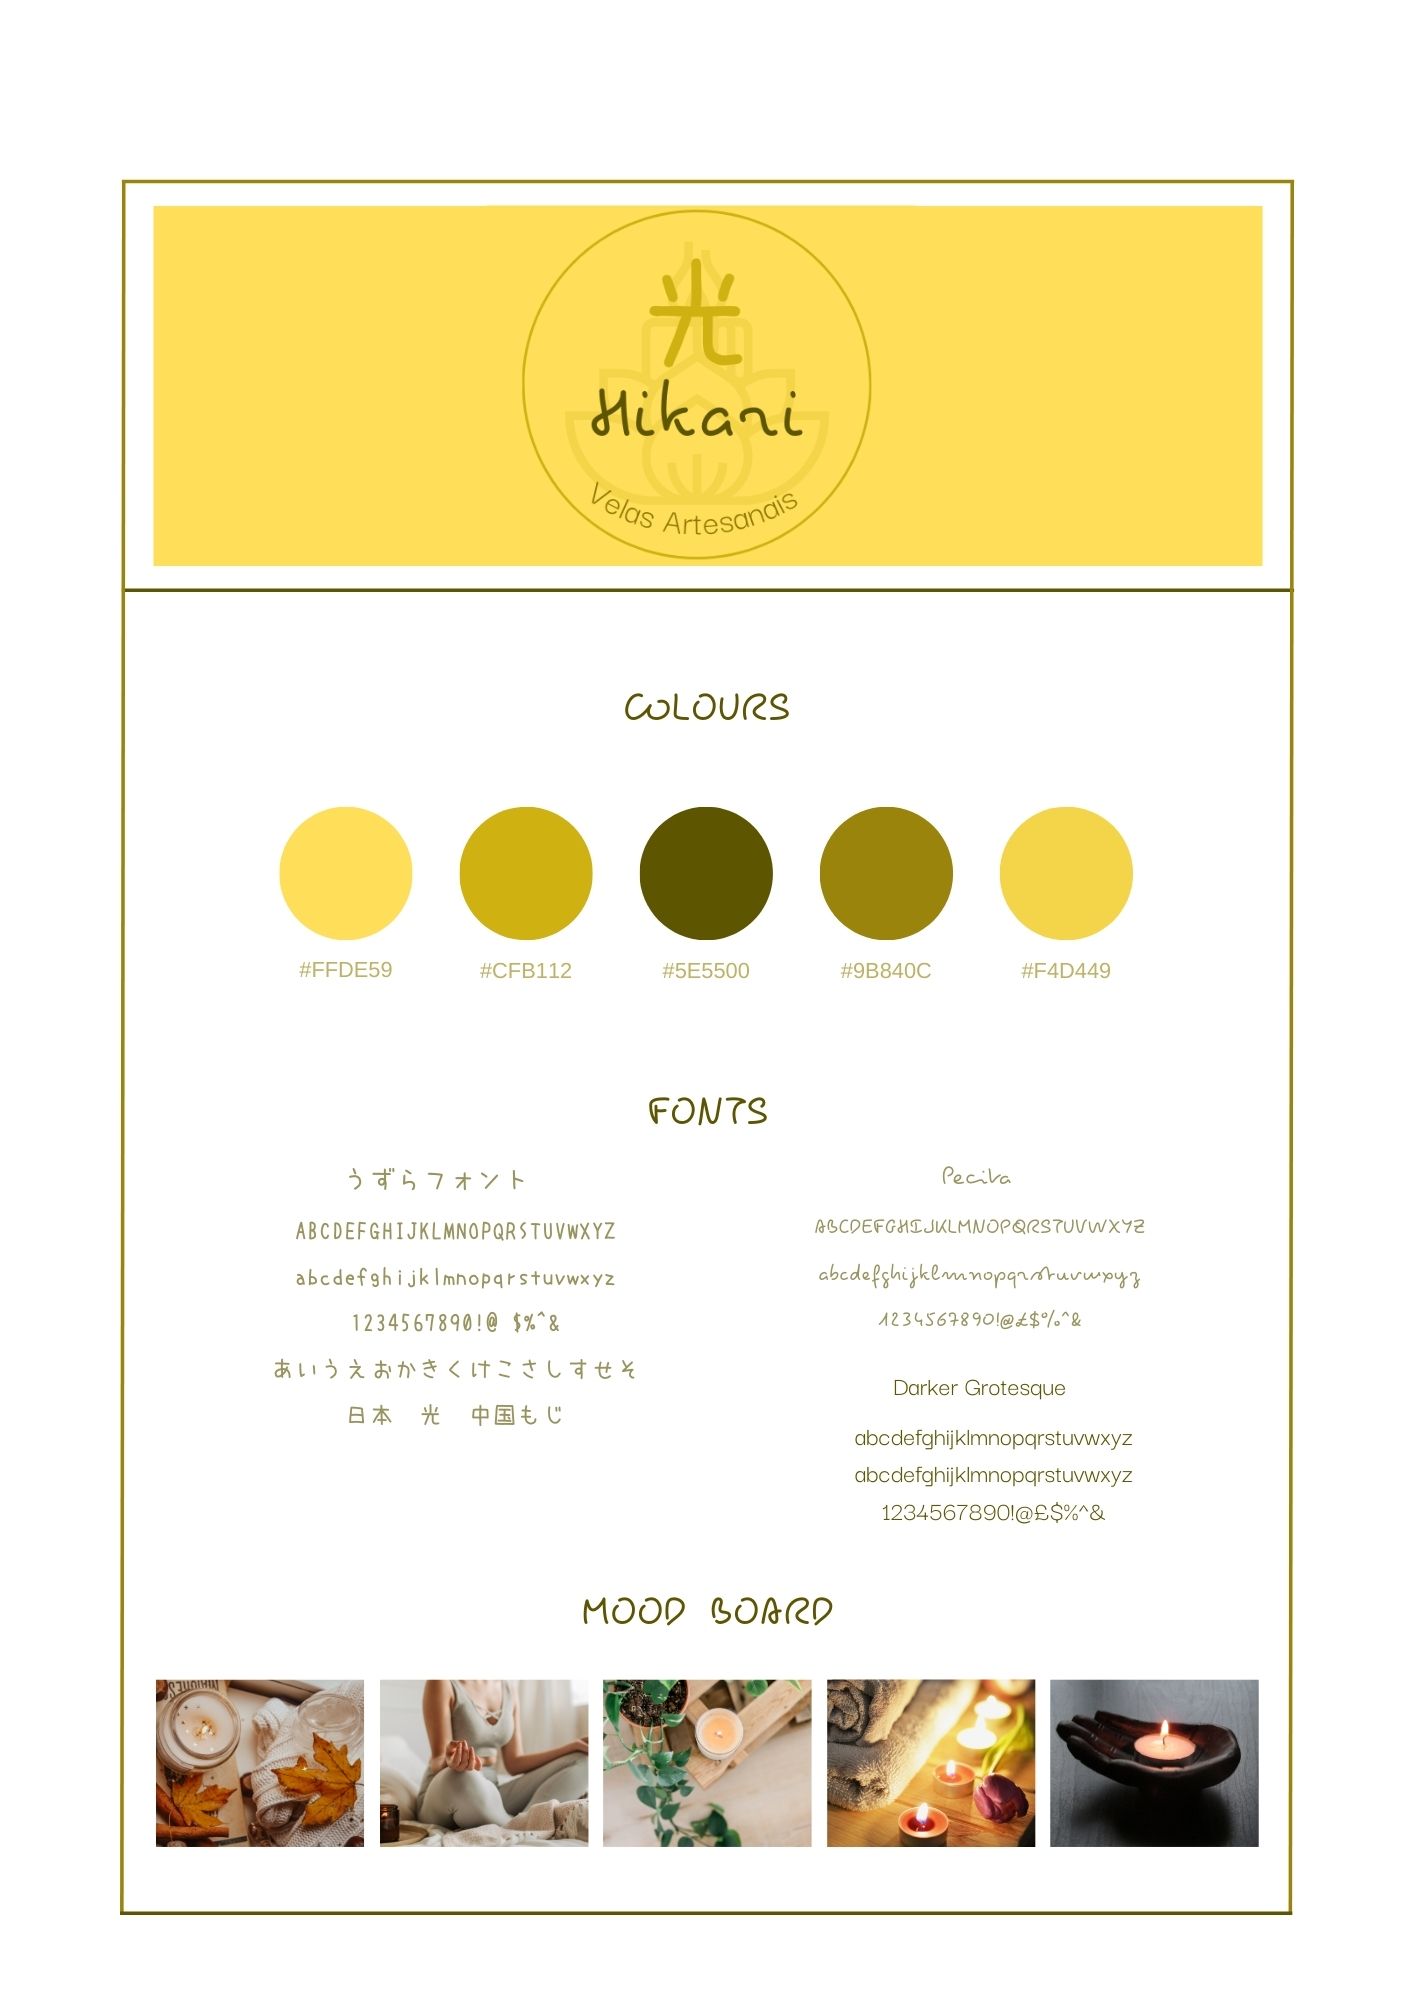 光
Hikari
Velas Artesanais
COLOURS
#FFDE59 #CFB112 #5E5500 #9B840C #F4D449
FONTS
うずらフォント
ABCDEFGHIJKLMNOPQRSTUVWXYZ
abcdefghijklmnopqrstuvwxyz
1234567890!@ $%^&
あいうえおかきくけこさしすせそ
日本 光 中国もじ
Pecita
ABCDEFGHIJKLMNOPQRSTUVWXYZ
abcdefghijklmnopqrstuvwxyz
1234567890!@£$%^&
Darker Grotesque
abcdefghijklmnopqrstuvwxyz
abcdefghijklmnopqrstuvwxyz
1234567890!@£$%^&
MOOD BOARD